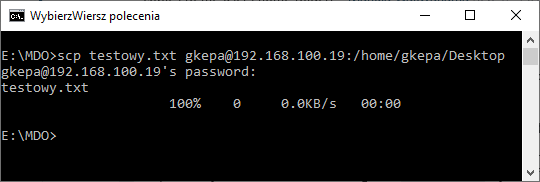 WybierzWiersz polecenia
E:\MDO>scp testowy.txt gkepa@192.168.100.19:/home/gkepa/Desktop
gkepa@192.168.100.19's password:
testowy.txt
100% 0 0.0KB/s 00:00
E:\MDO>